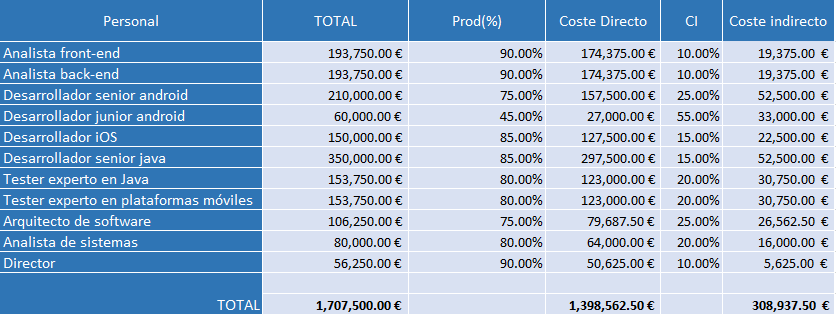 Personal TOTAL Prod(%) Coste Directo CI Coste indirecto
Analista front-end 193,750.00 € 90.00% 174,375.00 € 10.00% 19,375.00 €
Analista back-end 193,750.00 € 90.00% 174,375.00 € 10.00% 19,375.00 €
Desarrollador senior android 210,000.00 € 75.00% 157,500.00 € 25.00% 52,500.00 €
Desarrollador junior android 60,000.00 € 45.00% 27,000.00 € 55.00% 33,000.00 €
Desarrollador iOS 150,000.00 € 85.00% 127,500.00 € 15.00% 22,500.00 €
Desarrollador senior java 350,000.00 € 85.00% 297,500.00 € 15.00% 52,500.00 €
Tester experto en Java 153,750.00 € 80.00% 123,000.00 € 20.00% 30,750.00 €
Tester experto en plataformas móviles 153,750.00 € 80.00% 123,000.00 € 20.00% 30,750.00 €
Arquitecto de software 106,250.00 € 75.00% 79,687.50 € 25.00% 26,562.50 €
Analista de sistemas 80,000.00 € 80.00% 64,000.00 € 20.00% 16,000.00 €
Director 56,250.00 € 90.00% 50,625.00 € 10.00% 5,625.00 €
TOTAL 1,707,500.00 € 1,398,562.50 € 308,937.50 €